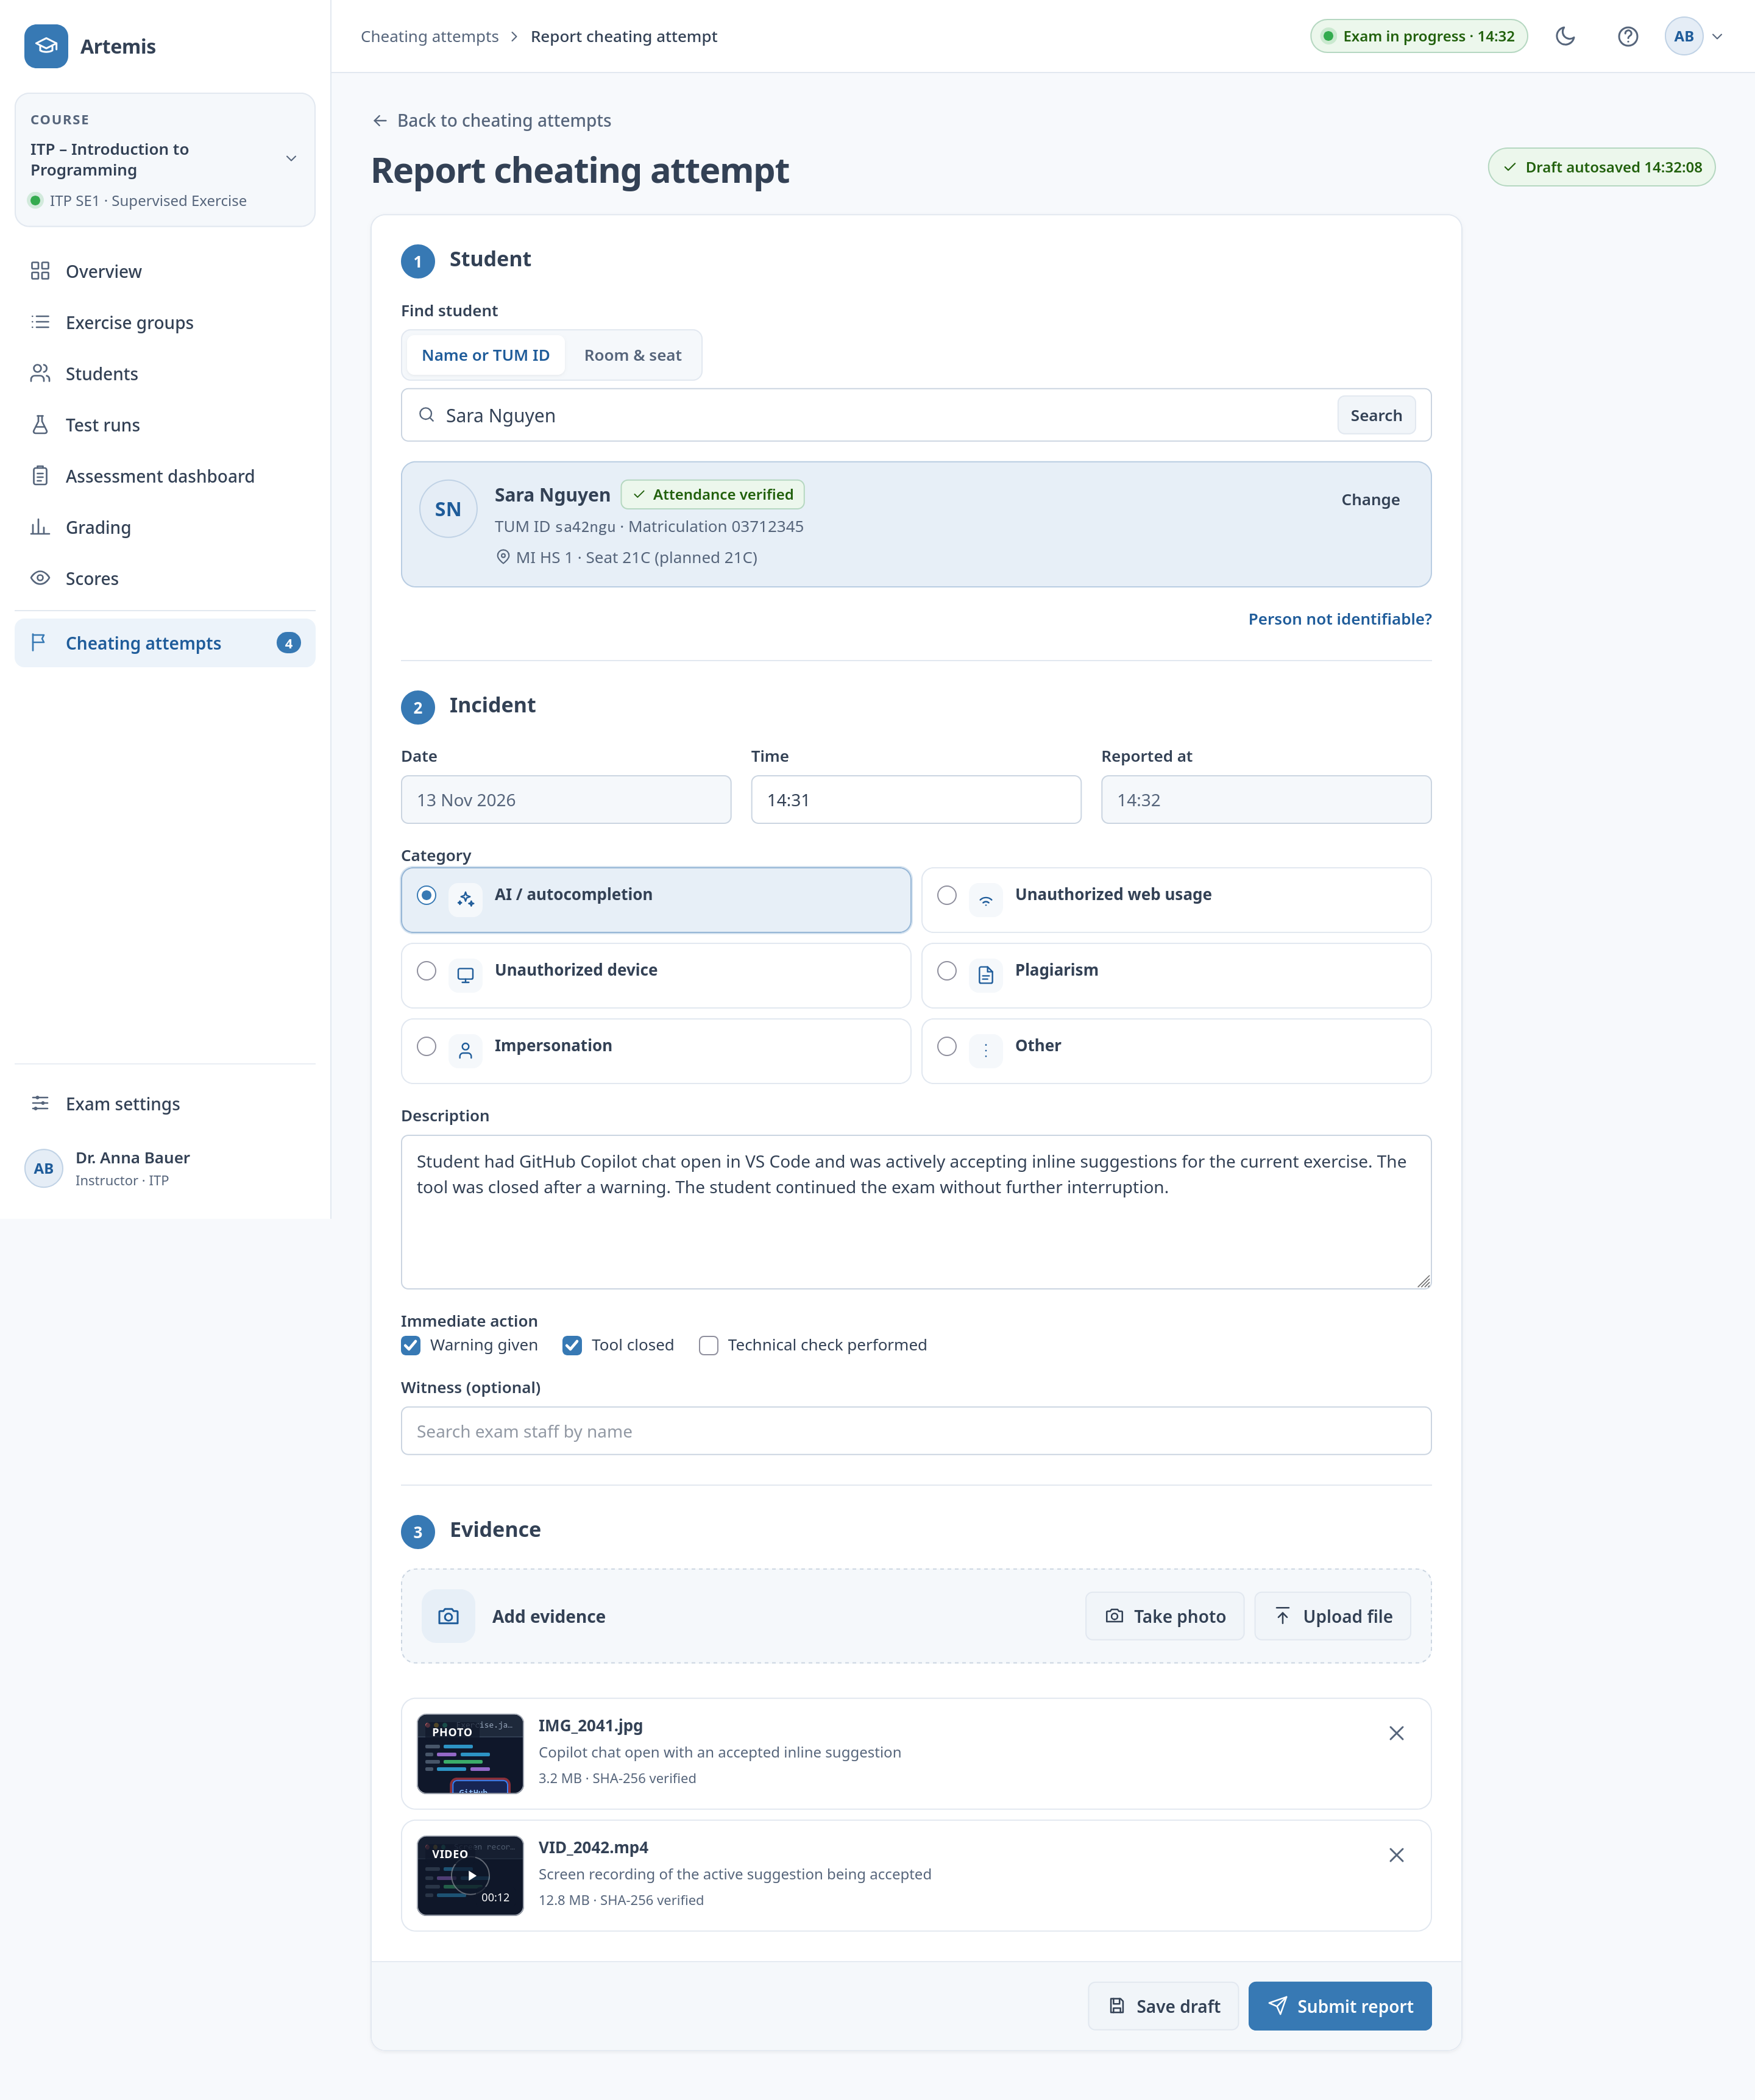 Artemis
COURSE
ITP – Introduction to
Programming
ITP SE1 · Supervised Exercise
Overview
Exercise groups
Students
Test runs
Assessment dashboard
Grading
Scores
Cheating attempts 4
Exam settings
AB
Dr. Anna Bauer
Instructor · ITP
Cheating attempts Report cheating attempt
Exam in progress · 14:32
AB
Back to cheating attempts
Report cheating attempt
Draft autosaved 14:32:08
1 Student
Find student
Name or TUM ID Room & seat
Sara Nguyen Search
SN
Sara Nguyen Attendance verified Change
TUM ID sa42ngu · Matriculation 03712345
MI HS 1 · Seat 21C (planned 21C)
Person not identifiable?
2 Incident
Date Time Reported at
13 Nov 2026 14:31 14:32
Category
AI / autocompletion Unauthorized web usage
Unauthorized device Plagiarism
Impersonation Other
Description
Student had GitHub Copilot chat open in VS Code and was actively accepting inline suggestions for the current exercise. The
tool was closed after a warning. The student continued the exam without further interruption.
Immediate action
Warning given Tool closed Technical check performed
Witness (optional)
Search exam staff by name
3 Evidence
Add evidence Take photo Upload file
PHOTO
GitHub
IMG_2041.jpg
Copilot chat open with an accepted inline suggestion
3.2 MB · SHA-256 verified
VIDEO
00:12
VID_2042.mp4
Screen recording of the active suggestion being accepted
12.8 MB · SHA-256 verified
Save draft Submit report